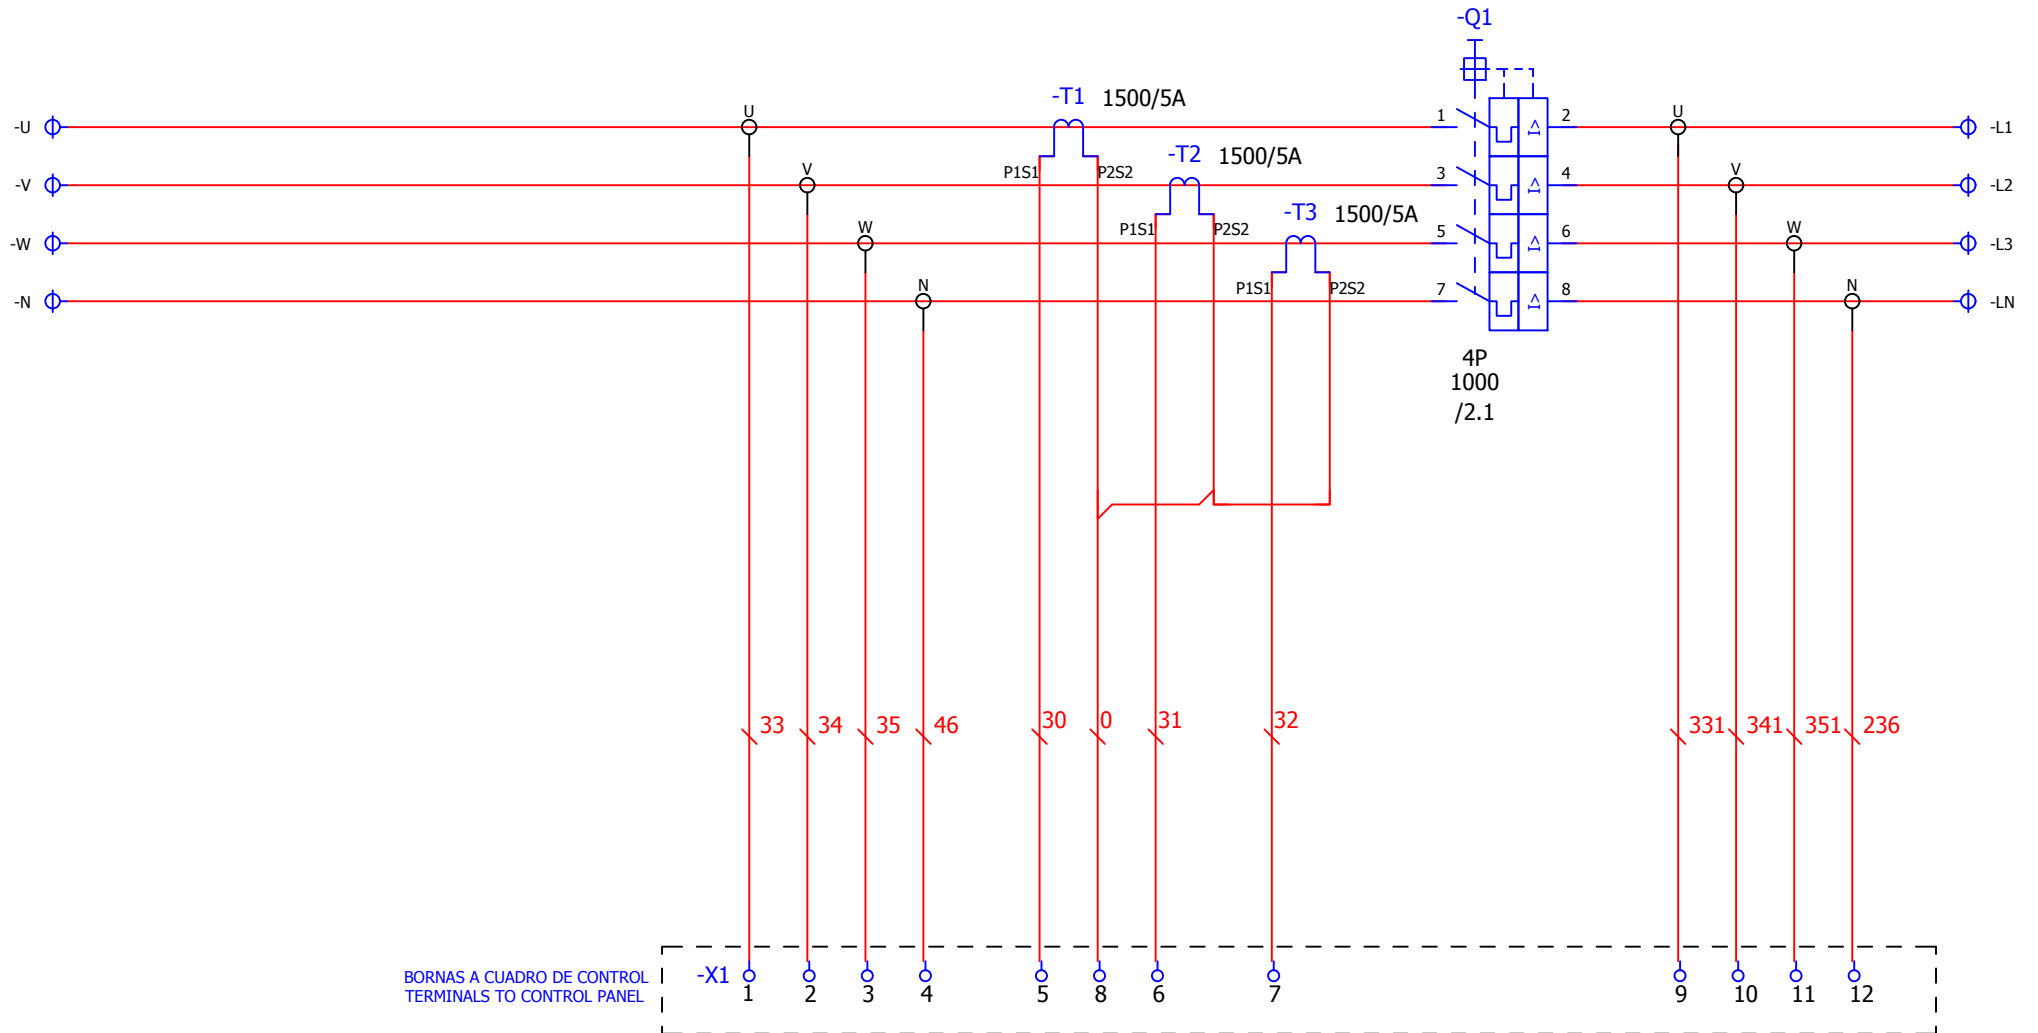 -Q1
-T1 1500/5A
-U U 1 2 U -L1
-T2 1500/5A
P1S1 P2S2
-V V 3 4 V -L2
-T3 1500/5A
P1S1 P2S2
-W W 5 6 W -L3
P1S1 P2S2
-N N 7 8 N -LN
I>
I>
I>
I>
4P
1000
/2.1
33 34 35 46 30 0 31 32 331 341 351 236
BORNAS A CUADRO DE CONTROL
TERMINALS TO CONTROL PANEL
-X1
1 2 3 4 5 8 6 7 9 10 11 12